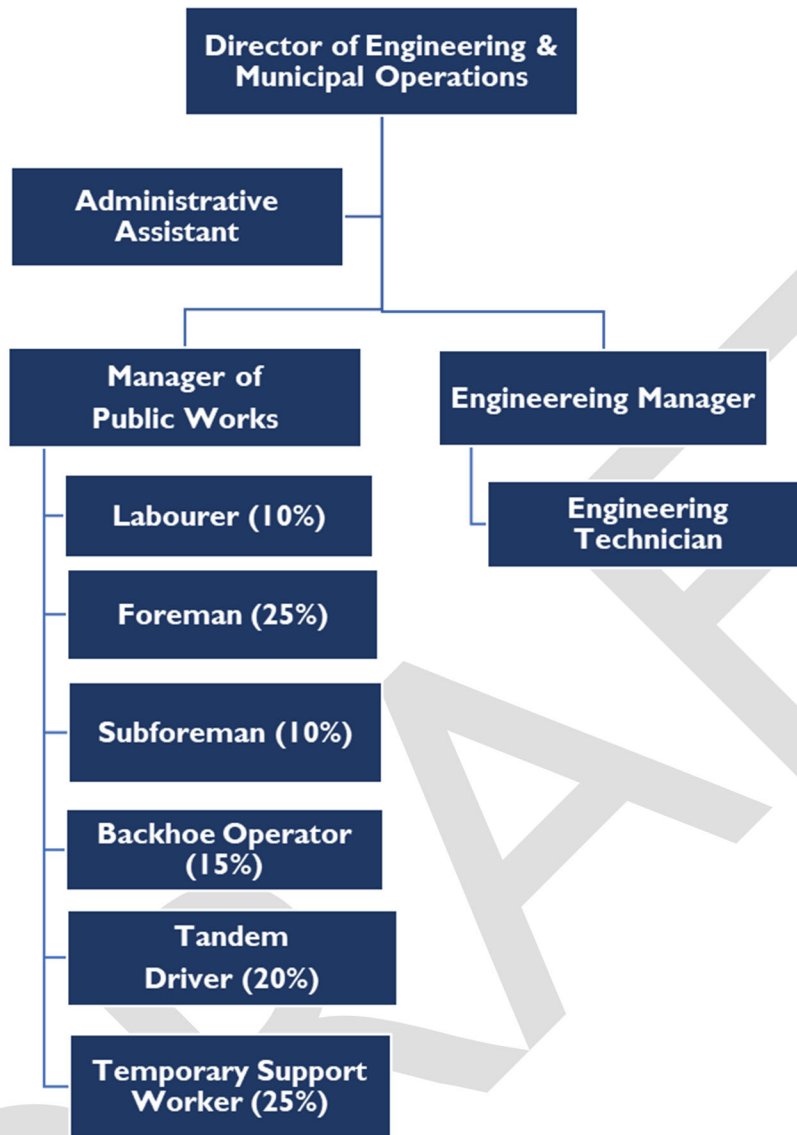 Director of Engineering &
Municipal Operations
Administrative
Assistant
Manager of
Public Works
Engineereing Manager
Labourer (10%)
Engineering
Technician
Foreman (25%)
Subforeman (10%)
Backhoe Operator
(15%)
Tandem
Driver (20%)
Temporary Support
Worker (25%)